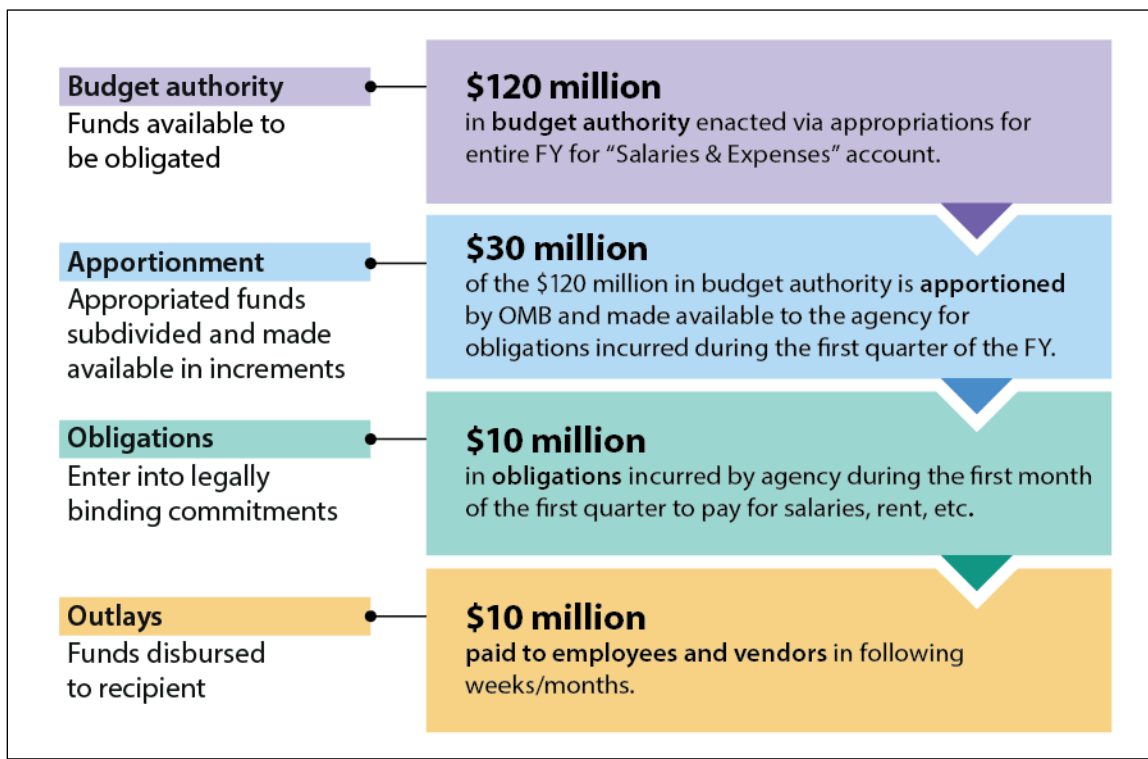 Budget authority
Funds available to
be obligated
$120 million
in budget authority enacted via appropriations for
entire FY for “Salaries & Expenses” account.
Apportionment
Appropriated funds
subdivided and made
available in increments
$30 million
of the $120 million in budget authority is apportioned
by OMB and made available to the agency for
obligations incurred during the first quarter of the FY.
Obligations
Enter into legally
binding commitments
$10 million
in obligations incurred by agency during the first month
of the first quarter to pay for salaries, rent, etc.
Outlays
Funds disbursed
to recipient
$10 million
paid to employees and vendors in following
weeks/months.